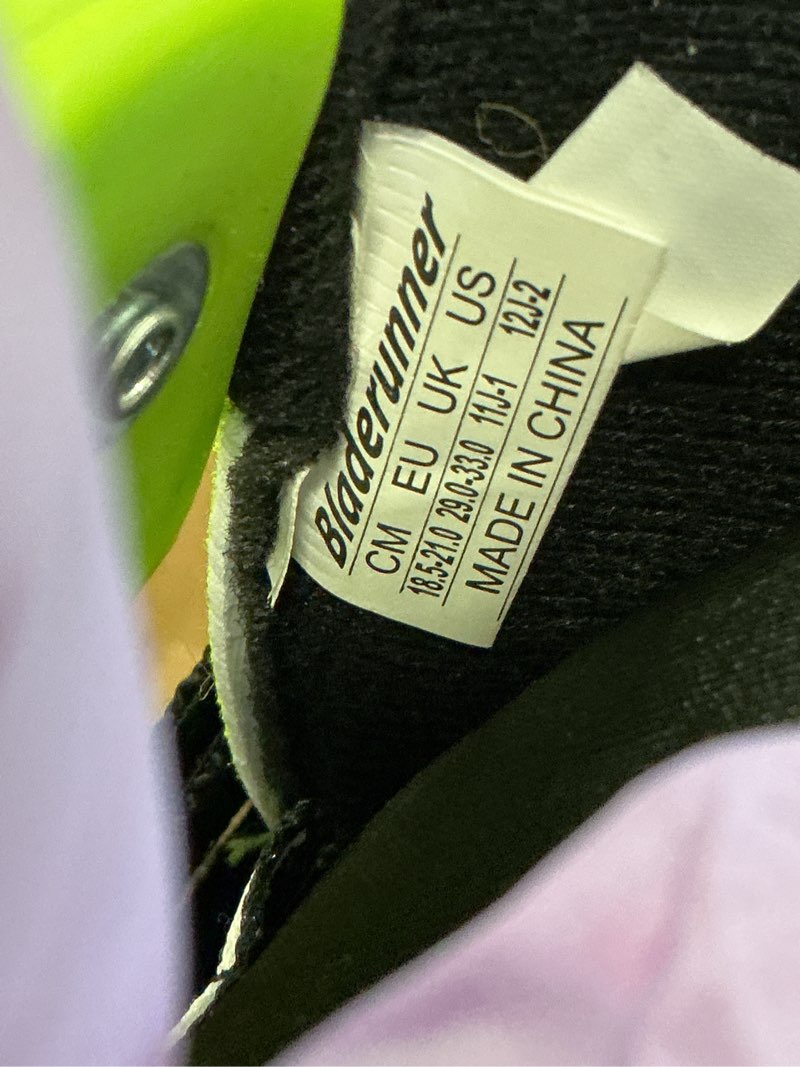 Bladerunner
CM EU UK US
18.5-21.0 29.0-33.0 11J-1 12J-2
MADE IN CHINA